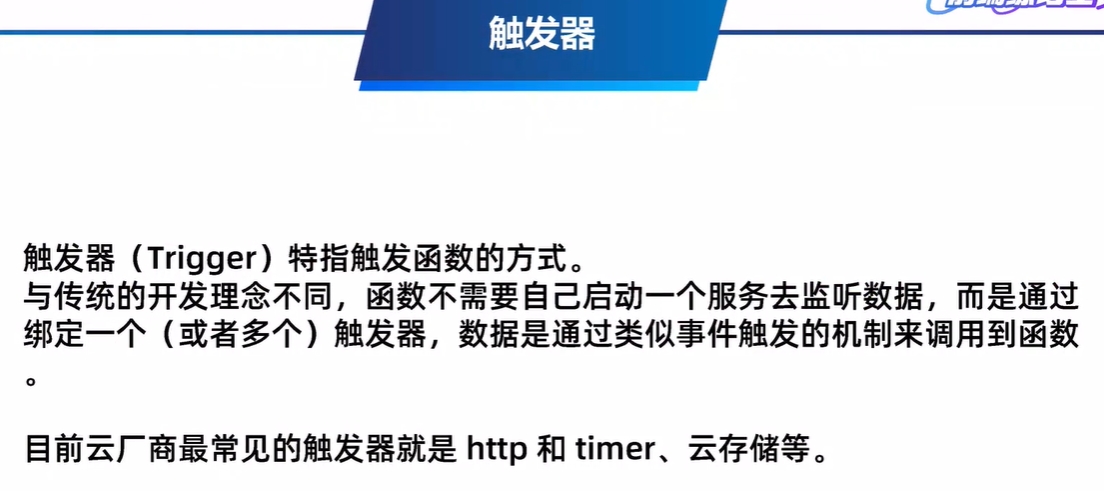 触发器
触发器（Trigger）特指触发函数的方式。
与传统的开发理念不同，函数不需要自己启动一个服务去监听数据，而是通过
绑定一个（或者多个）触发器，数据是通过类似事件触发的机制来调用到函数
。
目前云厂商最常见的触发器就是 http 和 timer、云存储等。